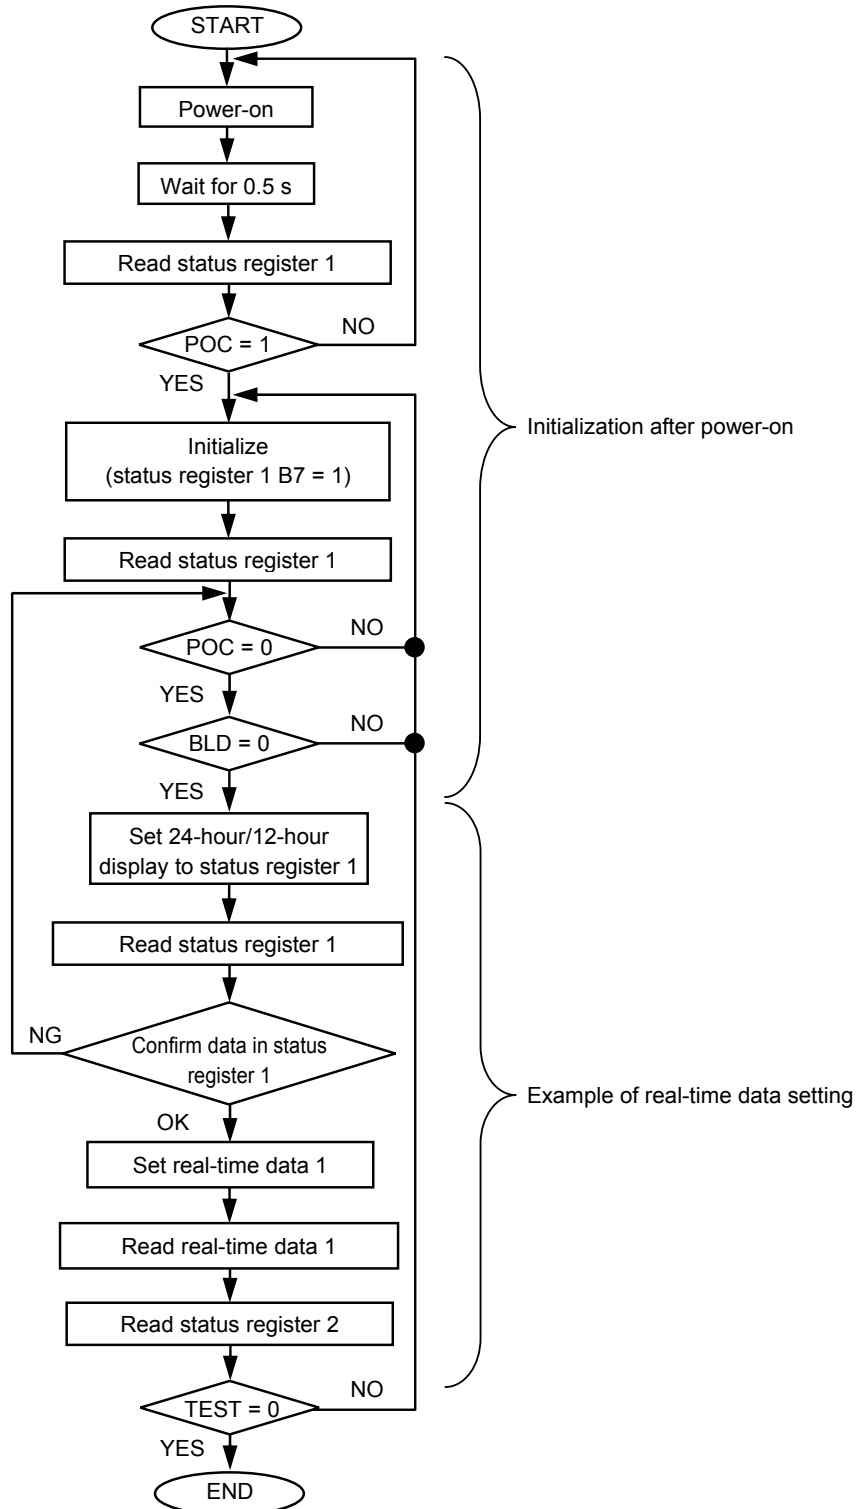 START
Power-on
Wait for 0.5 s
Read status register 1
POC = 1
NO
YES
Initialize
(status register 1 B7 = 1)
Initialization after power-on
Read status register 1
POC = 0
NO
YES
BLD = 0
NO
YES
Set 24-hour/12-hour
display to status register 1
Read status register 1
NG
Confirm data in status
register 1
OK
Example of real-time data setting
Set real-time data 1
Read real-time data 1
Read status register 2
TEST = 0
NO
YES
END